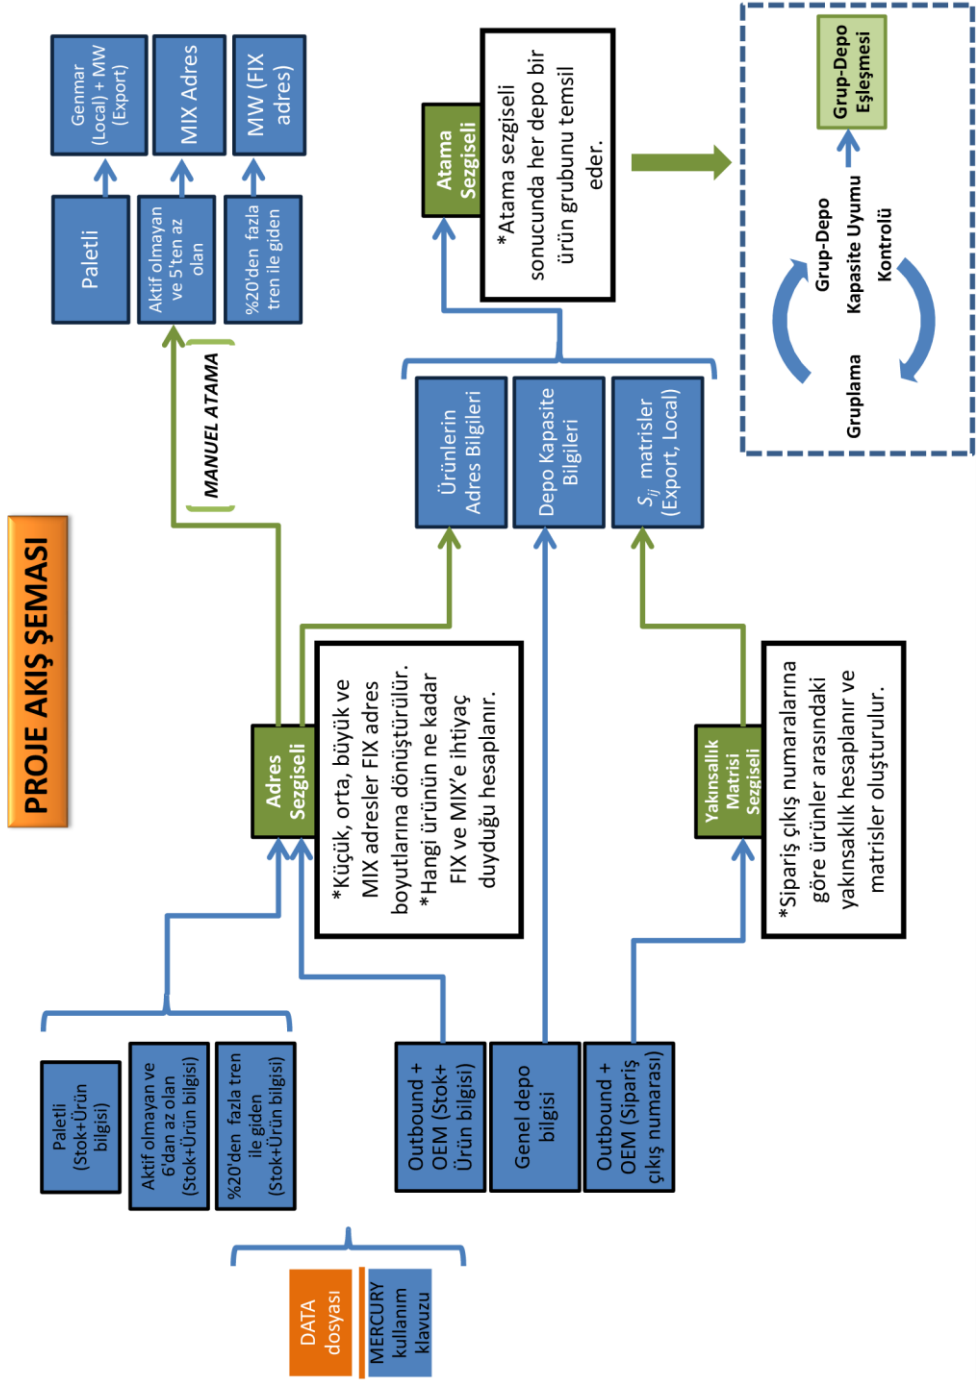 PROJE AKIŞ ŞEMASI
DATA
dosyası
MERCURY
kullanım
klavuzu
Paletli
(Stok+Ürün
bilgisi)
Aktif olmayan ve
6'dan az olan
(Stok+Ürün bilgisi)
%20'den fazla tren
ile giden
(Stok+Ürün bilgisi)
Outbound +
OEM (Stok+
Ürün bilgisi)
Genel depo
bilgisi
Outbound +
OEM (Sipariş
çıkış numarası)
Adres
Sezgiseli
*Küçük, orta, büyük ve
MIX adresler FIX adres
boyutlarına dönüştürülür.
*Hangi ürünün ne kadar
FIX ve MIX'e ihtiyaç
duyduğu hesaplanır.
Yakınsallık
Matrisi
Sezgiseli
*Sipariş çıkış numaralarına
göre ürünler arasındaki
yakınsaklık hesaplanır ve
matrisler oluşturulur.
MANUEL ATAMA
Paletli
Aktif olmayan
ve 5'ten az
olan
%20'den fazla
tren ile giden
Genmar
(Local) + MW
(Export)
MIX Adres
MW (FIX
adres)
Ürünlerin
Adres Bilgileri
Depo Kapasite
Bilgileri
Sij matrisler
(Export, Local)
Atama
Sezgiseli
*Atama sezgiseli
sonucunda her depo bir
ürün grubunu temsil
eder.
Gruplama
Grup-Depo
Kapasite Uyumu
Kontrolü
Grup-Depo
Eşleşmesi